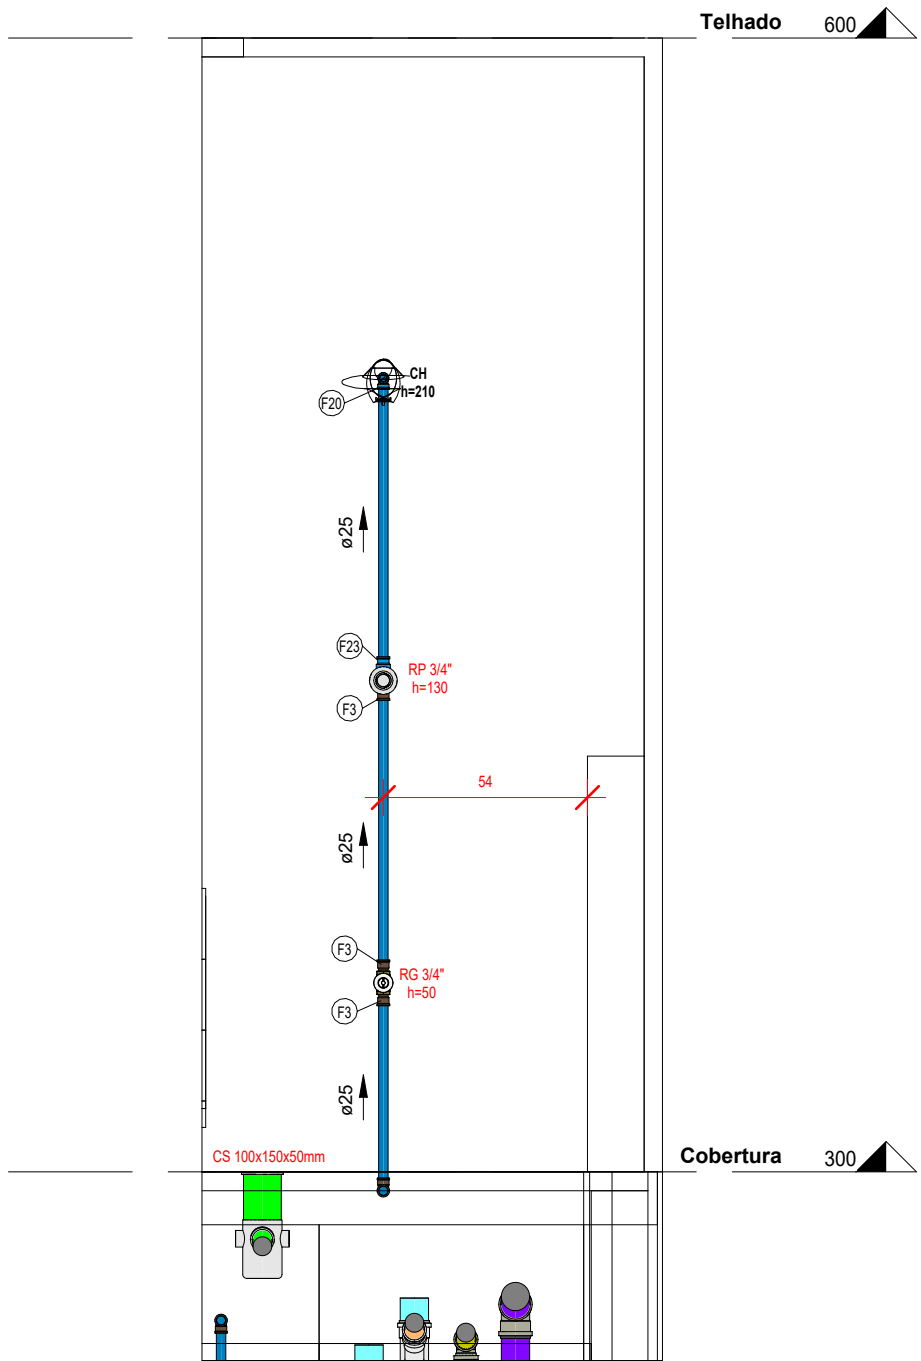 Telhado 600
CH
h=210
F20
ø25
F23
RP 3/4"
h=130
F3
54
ø25
F3
RG 3/4"
h=50
F3
ø25
CS 100x150x50mm
Cobertura 300